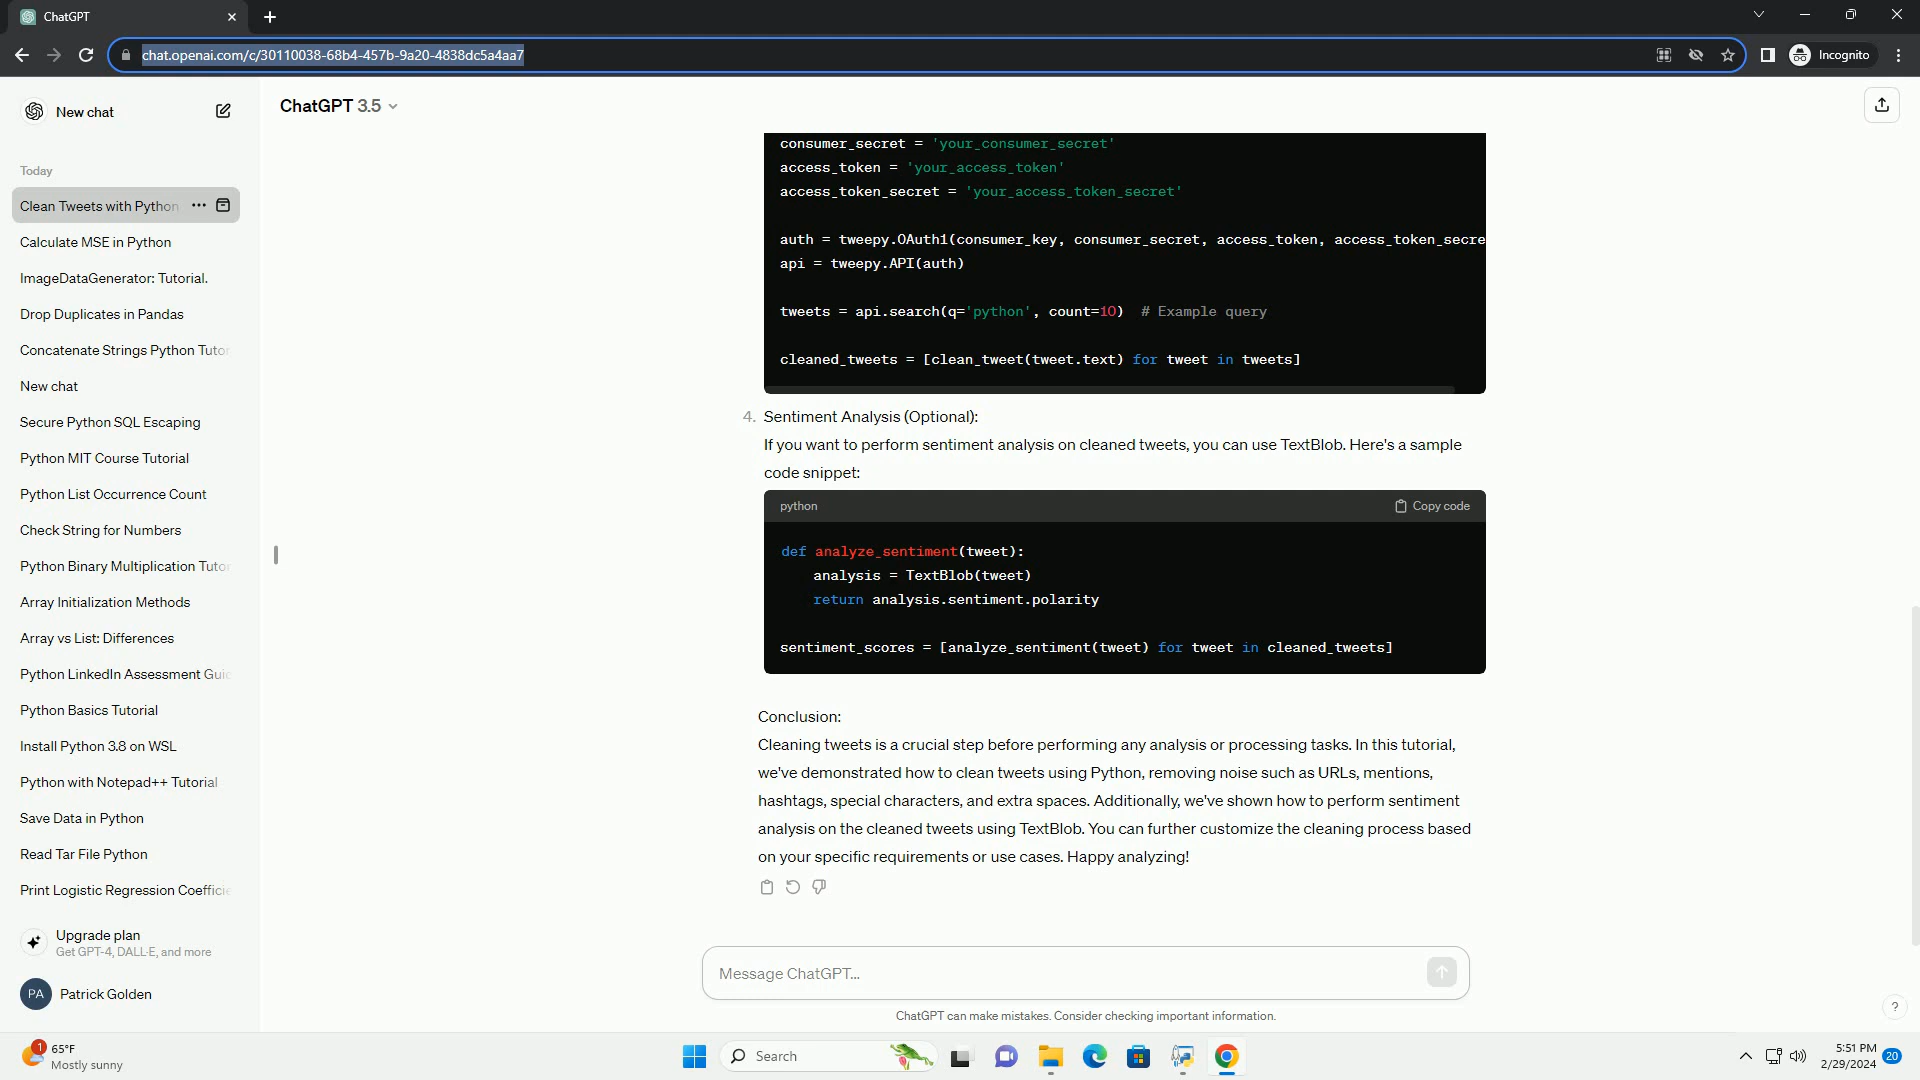 ChatGPT
chat.openai.com/c/30110038-68b4-457b-9a20-4838dc5a4aa7
Incognito
New chat
Today
Clean Tweets with Python
Calculate MSE in Python
ImageDataGenerator: Tutorial.
Drop Duplicates in Pandas
Concatenate Strings Python Tutor
New chat
Secure Python SQL Escaping
Python MIT Course Tutorial
Python List Occurrence Count
Check String for Numbers
Python Binary Multiplication Tutor
Array Initialization Methods
Array vs List: Differences
Python LinkedIn Assessment Guid
Python Basics Tutorial
Install Python 3.8 on WSL
Python with Notepad++ Tutorial
Save Data in Python
Read Tar File Python
Print Logistic Regression Coefficie
Upgrade plan
Get GPT-4, DALL·E, and more
PA Patrick Golden
ChatGPT 3.5
consumer_secret = 'your_consumer_secret'
access_token = 'your_access_token'
access_token_secret = 'your_access_token_secret'
auth = tweepy.OAuth1(consumer_key, consumer_secret, access_token, access_token_secre
api = tweepy.API(auth)
tweets = api.search(q='python', count=10)  # Example query
cleaned_tweets = [clean_tweet(tweet.text) for tweet in tweets]
4. Sentiment Analysis (Optional):
If you want to perform sentiment analysis on cleaned tweets, you can use TextBlob. Here's a sample
code snippet:
python
Copy code
def analyze_sentiment(tweet):
analysis = TextBlob(tweet)
return analysis.sentiment.polarity
sentiment_scores = [analyze_sentiment(tweet) for tweet in cleaned_tweets]
Conclusion:
Cleaning tweets is a crucial step before performing any analysis or processing tasks. In this tutorial,
we've demonstrated how to clean tweets using Python, removing noise such as URLs, mentions,
hashtags, special characters, and extra spaces. Additionally, we've shown how to perform sentiment
analysis on the cleaned tweets using TextBlob. You can further customize the cleaning process based
on your specific requirements or use cases. Happy analyzing!
Message ChatGPT...
ChatGPT can make mistakes. Consider checking important information.
?
1
65°F
Mostly sunny
Search
5:51 PM
2/29/2024
20